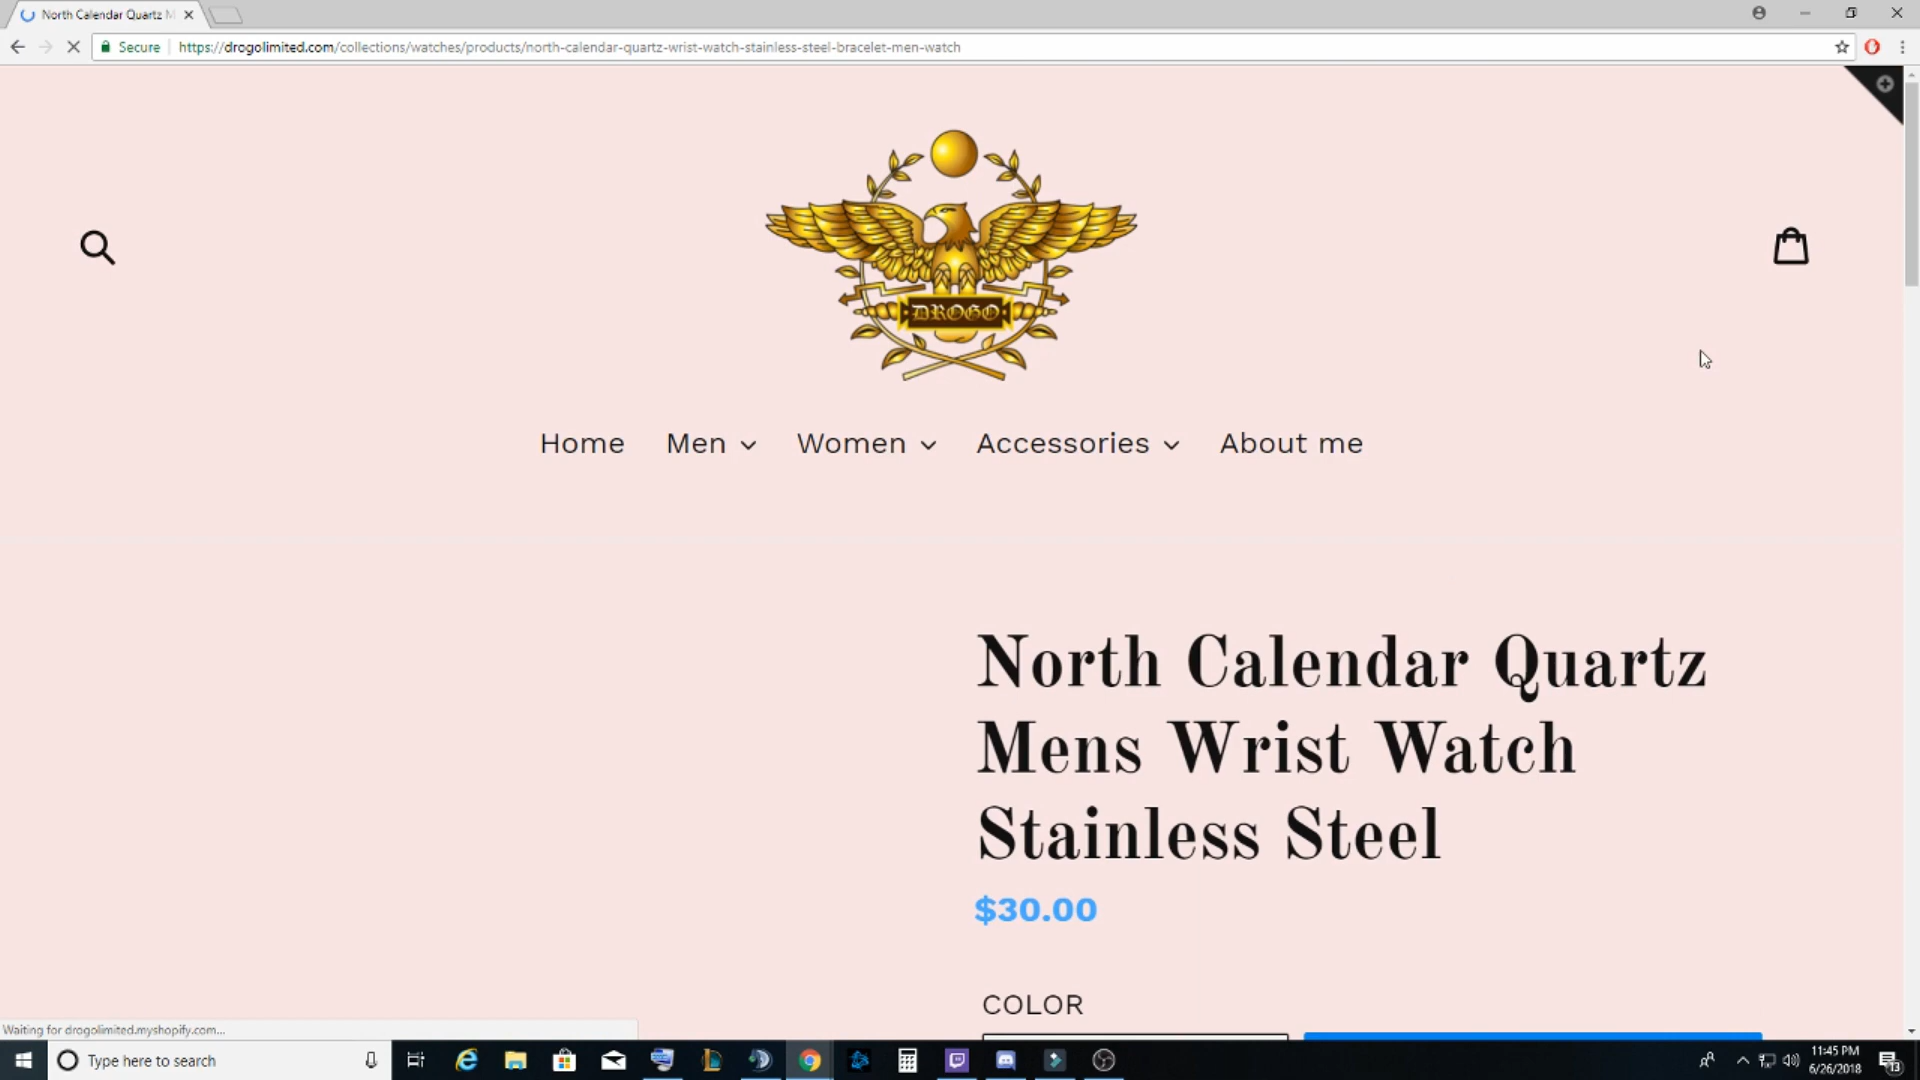 North Calendar Quartz M
Secure
https://drogolimited.com/collections/watches/products/north-calendar-quartz-wrist-watch-stainless-steel-bracelet-men-watch
DROGO
Home
Men
Women
Accessories
About me
North Calendar Quartz
Mens Wrist Watch
Stainless Steel
$30.00
COLOR
Waiting for drogolimited.myshopify.com...
Type here to search
11:45 PM
6/26/2018
13